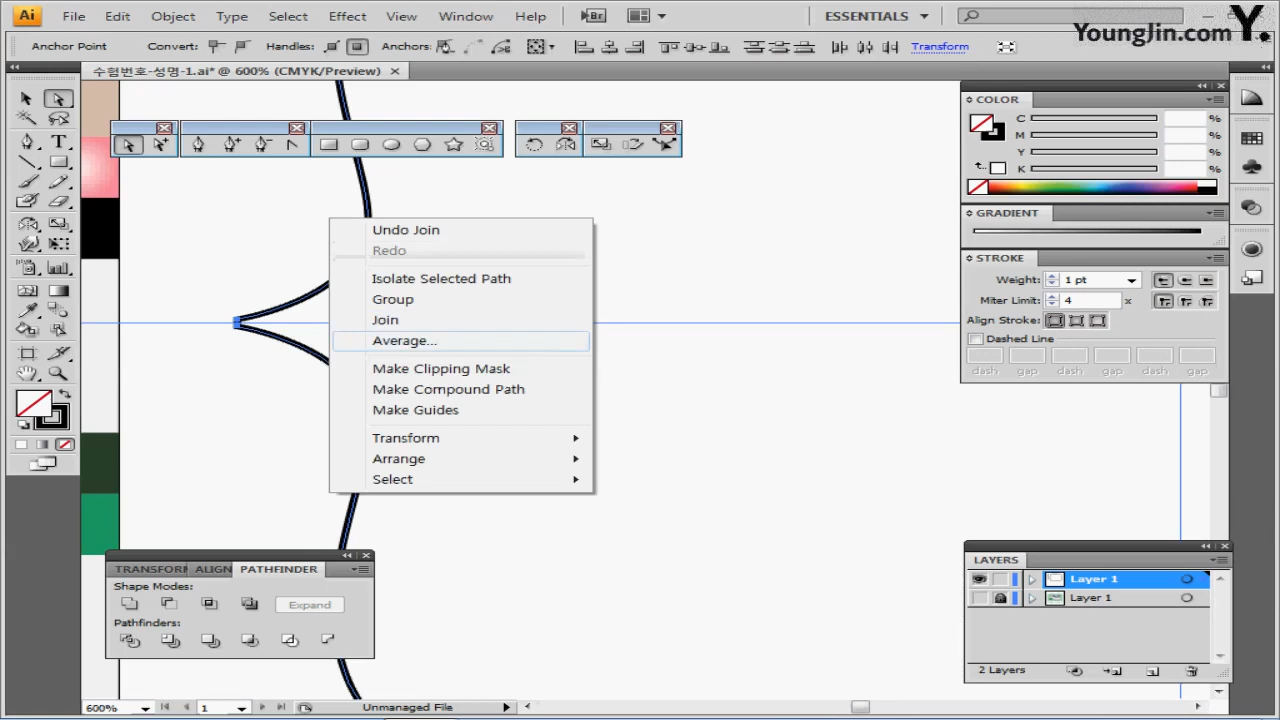 Ai File Edit Object Type Select Effect View Window Help Br ESSENTIALS
YoungJin.com Y.
Anchor Point Convert: Handles: Anchors: Transform
수험번호-성명-1.ai* @ 600% (CMYK/Preview)
COLOR
C %
M %
Y %
K %
GRADIENT
STROKE
Weight: 1 pt
Miter Limit: 4 x
Align Stroke:
Dashed Line
dash gap dash gap dash gap
Undo Join
Redo
Isolate Selected Path
Group
Join
Average...
Make Clipping Mask
Make Compound Path
Make Guides
Transform
Arrange
Select
TRANSFORM ALIGN PATHFINDER
Shape Modes:
Expand
Pathfinders:
LAYERS
Layer 1
Layer 1
2 Layers
600% 1 Unmanaged File